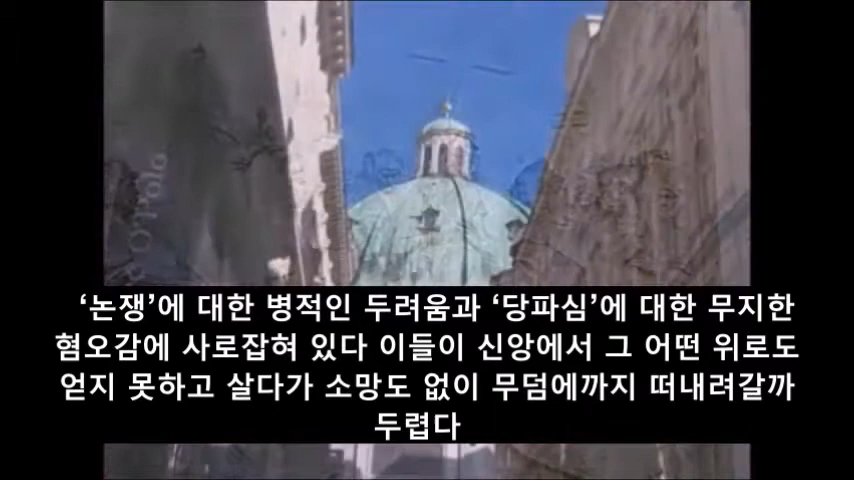 ‘논쟁’에 대한 병적인 두려움과 ‘당파심’에 대한 무지한
혐오감에 사로잡혀 있다 이들이 신앙에서 그 어떤 위로도
얻지 못하고 살다가 소망도 없이 무덤에까지 떠내려갈까
두렵다